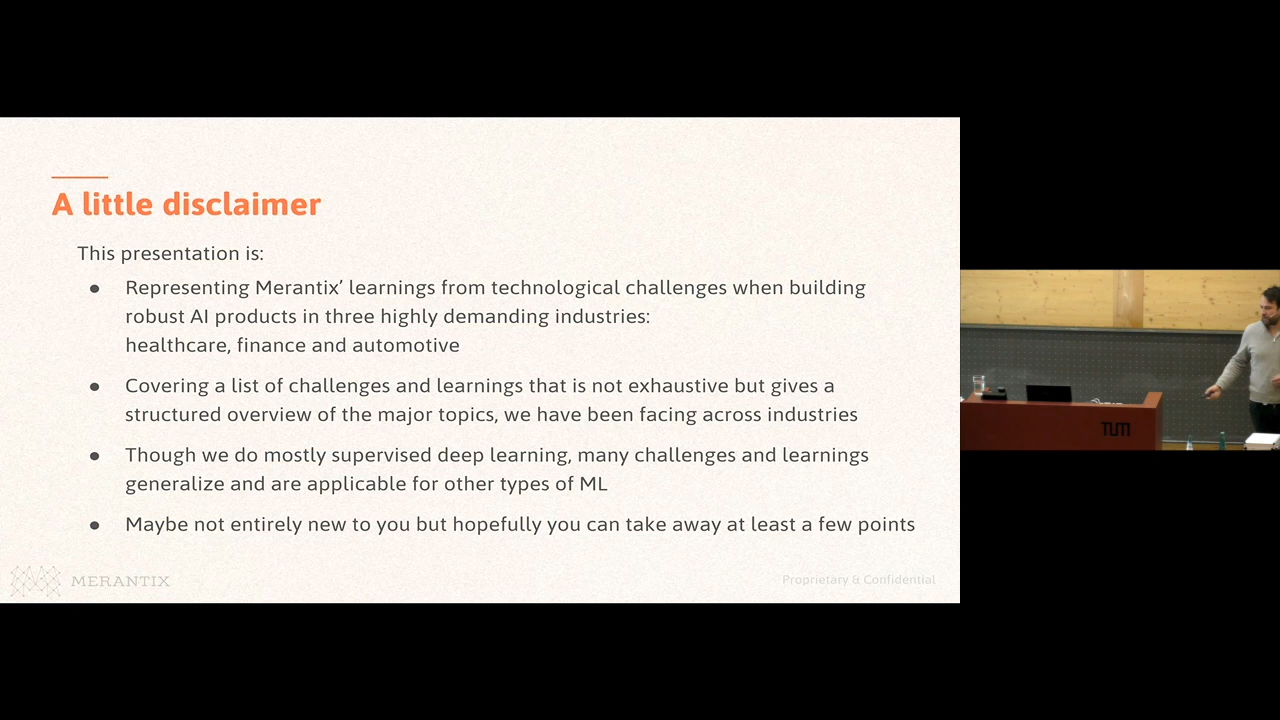 A little disclaimer
This presentation is:
● Representing Merantix’ learnings from technological challenges when building
robust AI products in three highly demanding industries:
healthcare, finance and automotive
● Covering a list of challenges and learnings that is not exhaustive but gives a
structured overview of the major topics, we have been facing across industries
● Though we do mostly supervised deep learning, many challenges and learnings
generalize and are applicable for other types of ML
● Maybe not entirely new to you but hopefully you can take away at least a few points
MERANTIX
Proprietary & Confidential
TUM